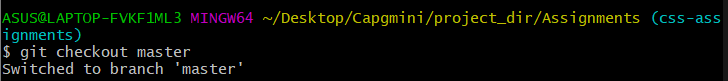 ASUS@LAPTOP-FVKF1ML3 MINGW64 ~/Desktop/Capgmini/project_dir/Assignments (css-ass
ignments)
$ git checkout master
Switched to branch 'master'